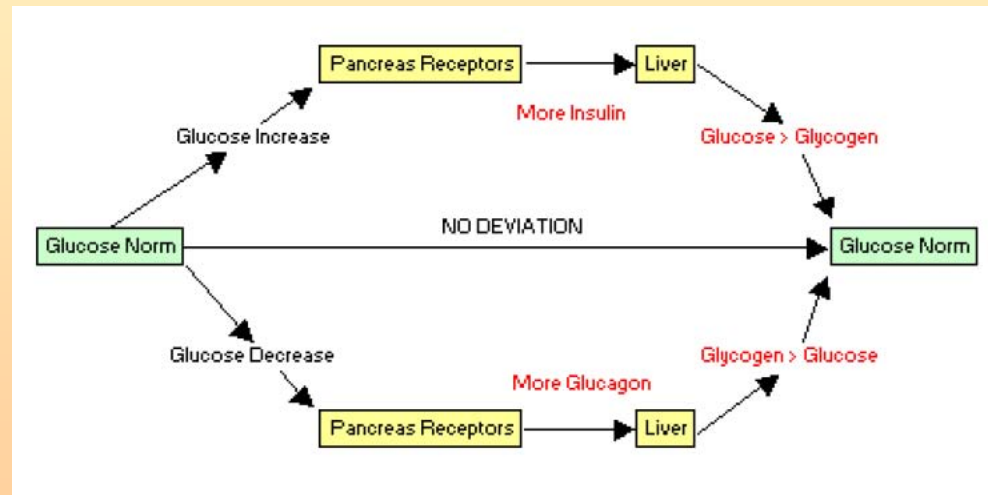 Pancreas Receptors
Liver
More Insulin
Glucose Increase
Glucose > Glycogen
NO DEVIATION
Glucose Norm
Glucose Norm
Glucose Decrease
Glycogen > Glucose
More Glucagon
Pancreas Receptors
Liver